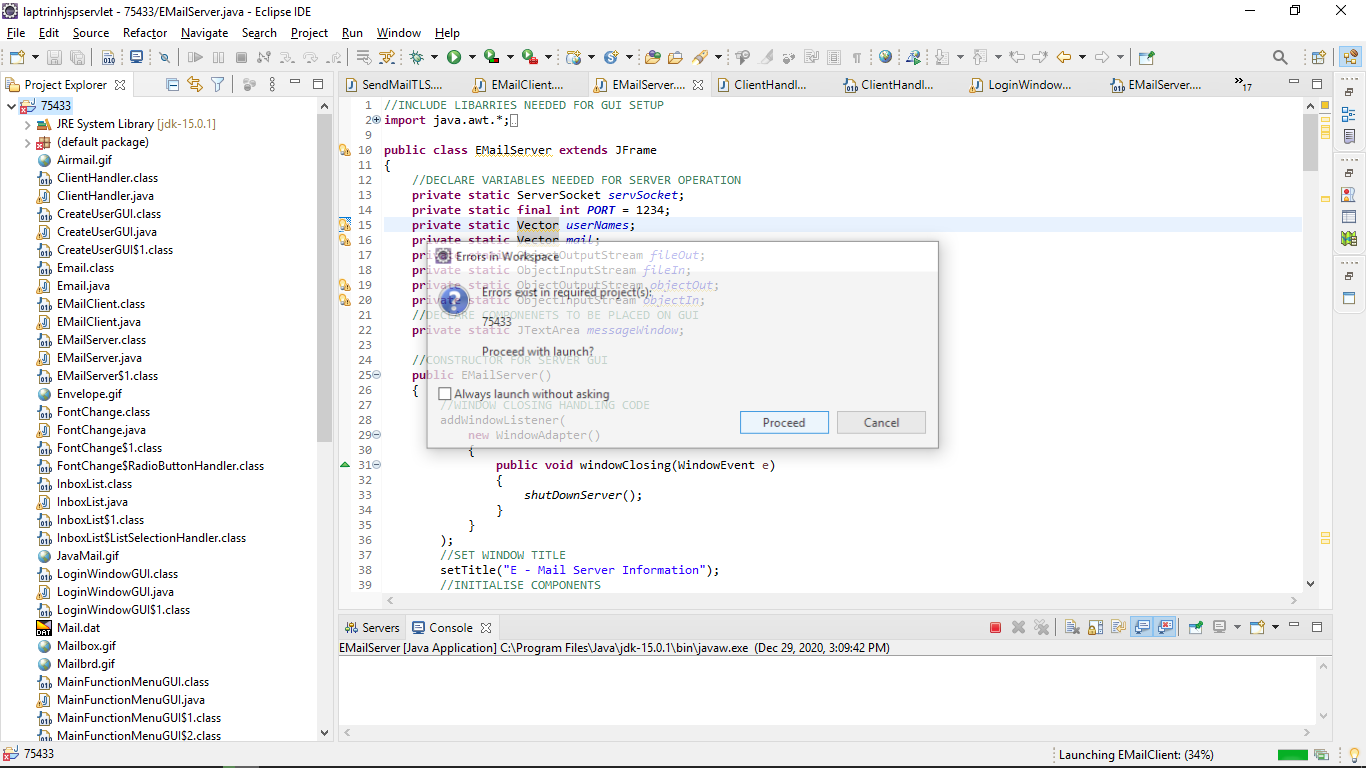 laptrinhjspservlet - 75433/EMailServer.java - Eclipse IDE
File Edit Source Refactor Navigate Search Project Run Window Help
Project Explorer
SendMailTLS.... EMailClient.... EMailServer.... ClientHandl... ClientHandl... LoginWindow... EMailServer.... »17
75433
JRE System Library [jdk-15.0.1]
(default package)
Airmail.gif
ClientHandler.class
ClientHandler.java
CreateUserGUI.class
CreateUserGUI.java
CreateUserGUI$1.class
Email.class
Email.java
EMailClient.class
EMailClient.java
EMailServer.class
EMailServer.java
EMailServer$1.class
Envelope.gif
FontChange.class
FontChange.java
FontChange$1.class
FontChange$RadioButtonHandler.class
InboxList.class
InboxList.java
InboxList$1.class
InboxList$ListSelectionHandler.class
JavaMail.gif
LoginWindowGUI.class
LoginWindowGUI.java
LoginWindowGUI$1.class
Mail.dat
Mailbox.gif
Mailbrd.gif
MainFunctionMenuGUI.class
MainFunctionMenuGUI.java
MainFunctionMenuGUI$1.class
MainFunctionMenuGUI$2.class
1 //INCLUDE LIBARRIES NEEDED FOR GUI SETUP
2 import java.awt.*;
9
10 public class EMailServer extends JFrame
11 {
12 //DECLARE VARIABLES NEEDED FOR SERVER OPERATION
13 private static ServerSocket servSocket;
14 private static final int PORT = 1234;
15 private static Vector userNames;
16 private static Vector mail;
17 private static ObjectOutputStream fileOut;
18 private static ObjectInputStream fileIn;
19 private static ObjectOutputStream objectOut;
20 private static ObjectInputStream objectIn;
21 //DECLARE COMPONENETS TO BE PLACED ON GUI
22 private static JTextArea messageWindow;
23
24 //CONSTRUCTOR FOR SERVER GUI
25 public EMailServer()
26 {
27 //WINDOW CLOSING HANDLING CODE
28 addWindowListener(
29 new WindowAdapter()
30 {
31 public void windowClosing(WindowEvent e)
32 {
33 shutDownServer();
34 }
35 }
36 );
37 //SET WINDOW TITLE
38 setTitle("E - Mail Server Information");
39 //INITIALISE COMPONENTS
Errors in Workspace
Errors exist in required project(s):
75433
Proceed with launch?
Always launch without asking
Proceed Cancel
Servers Console
EMailServer [Java Application] C:\Program Files\Java\jdk-15.0.1\bin\javaw.exe (Dec 29, 2020, 3:09:42 PM)
75433 Launching EMailClient: (34%)